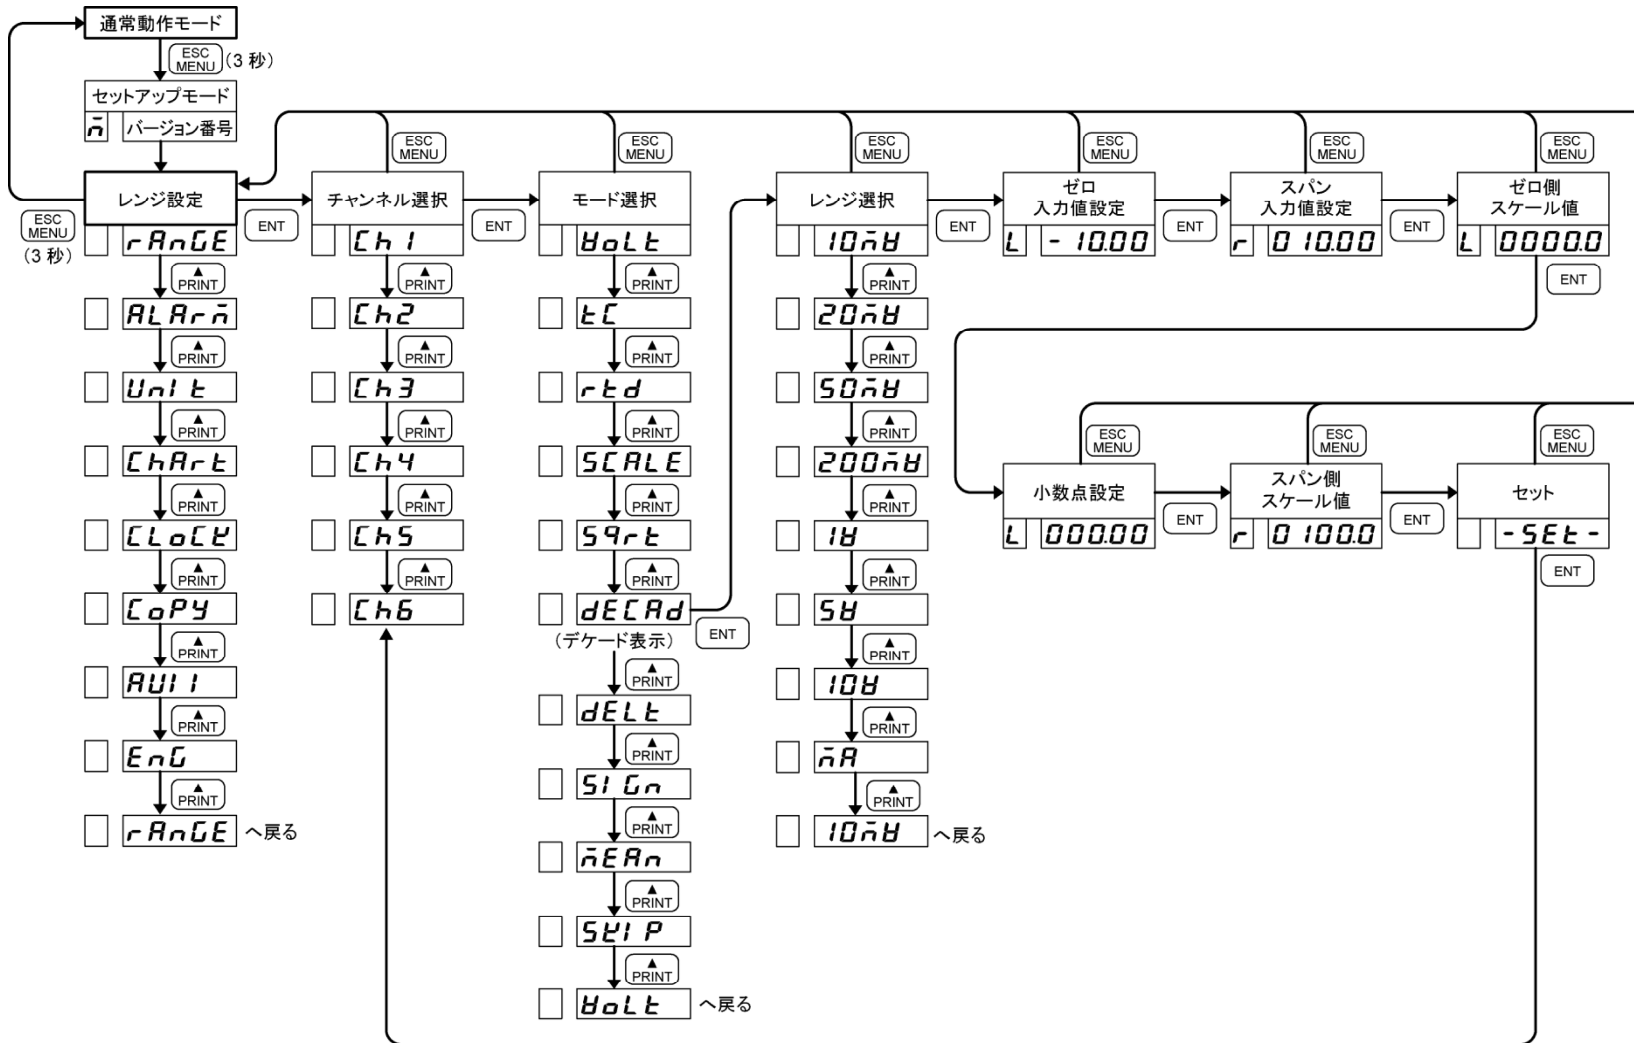 通常動作モード
ESC
MENU
(3 秒)
セットアップモード
m
バージョン番号
レンジ設定
ESC
MENU
(3 秒)
rAnGE
▲
PRINT
ALArm
▲
PRINT
UnIt
▲
PRINT
ChArt
▲
PRINT
CLoCK
▲
PRINT
CoPY
▲
PRINT
AUI1
▲
PRINT
EnG
▲
PRINT
rAnGE へ戻る
ENT
ESC
MENU
チャンネル選択
Ch1
▲
PRINT
Ch2
▲
PRINT
Ch3
▲
PRINT
Ch4
▲
PRINT
Ch5
▲
PRINT
Ch6
ENT
ESC
MENU
モード選択
VoLt
▲
PRINT
tC
▲
PRINT
rtd
▲
PRINT
SCALE
▲
PRINT
Sqrt
▲
PRINT
dECAd
(デケード表示)
ENT
▲
PRINT
dELt
▲
PRINT
SIGn
▲
PRINT
mEAn
▲
PRINT
SKIP
▲
PRINT
VoLt へ戻る
ESC
MENU
レンジ選択
10mV
▲
PRINT
20mV
▲
PRINT
50mV
▲
PRINT
200mV
▲
PRINT
1V
▲
PRINT
5V
▲
PRINT
10V
▲
PRINT
mA
▲
PRINT
10mV へ戻る
ENT
ESC
MENU
ゼロ
入力値設定
L -10.00
ENT
ESC
MENU
スパン
入力値設定
r 010.00
ENT
ESC
MENU
ゼロ側
スケール値
L 0000.0
ENT
ESC
MENU
小数点設定
L 000.00
ENT
ESC
MENU
スパン側
スケール値
r 0100.0
ENT
ESC
MENU
セット
-SEt-
ENT